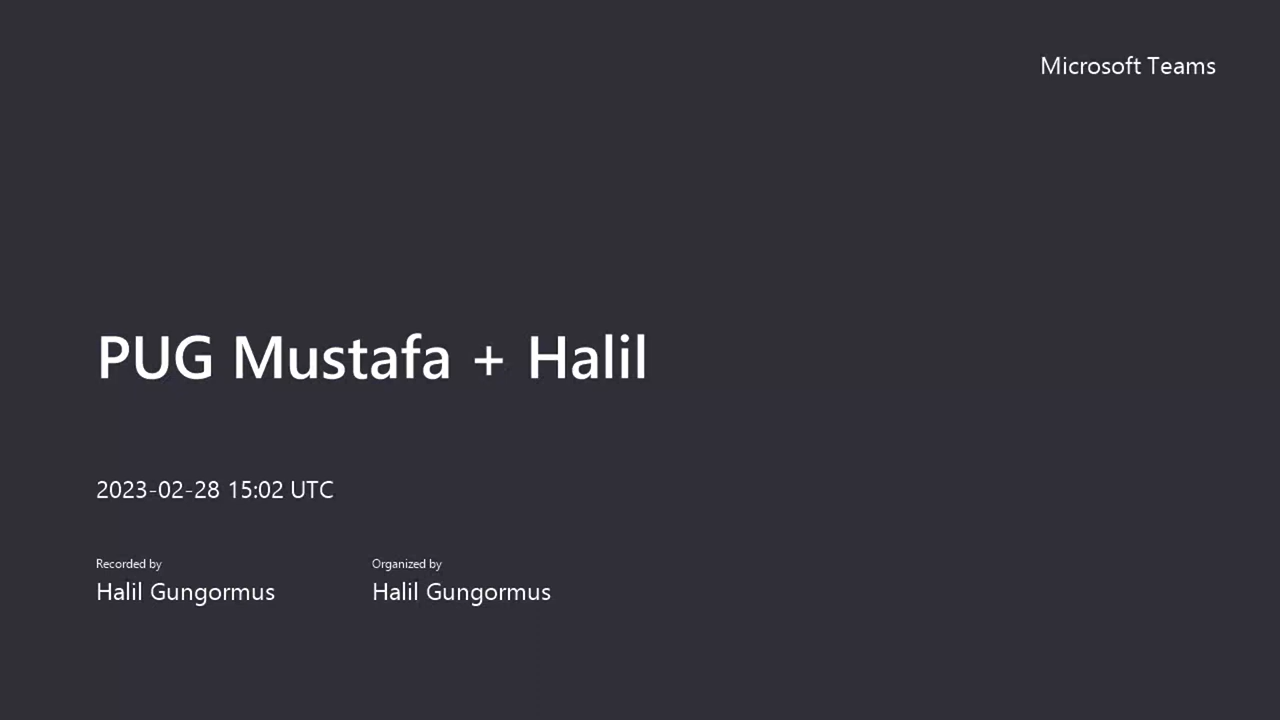 Microsoft Teams
PUG Mustafa + Halil
2023-02-28 15:02 UTC
Recorded by
Halil Gungormus
Organized by
Halil Gungormus